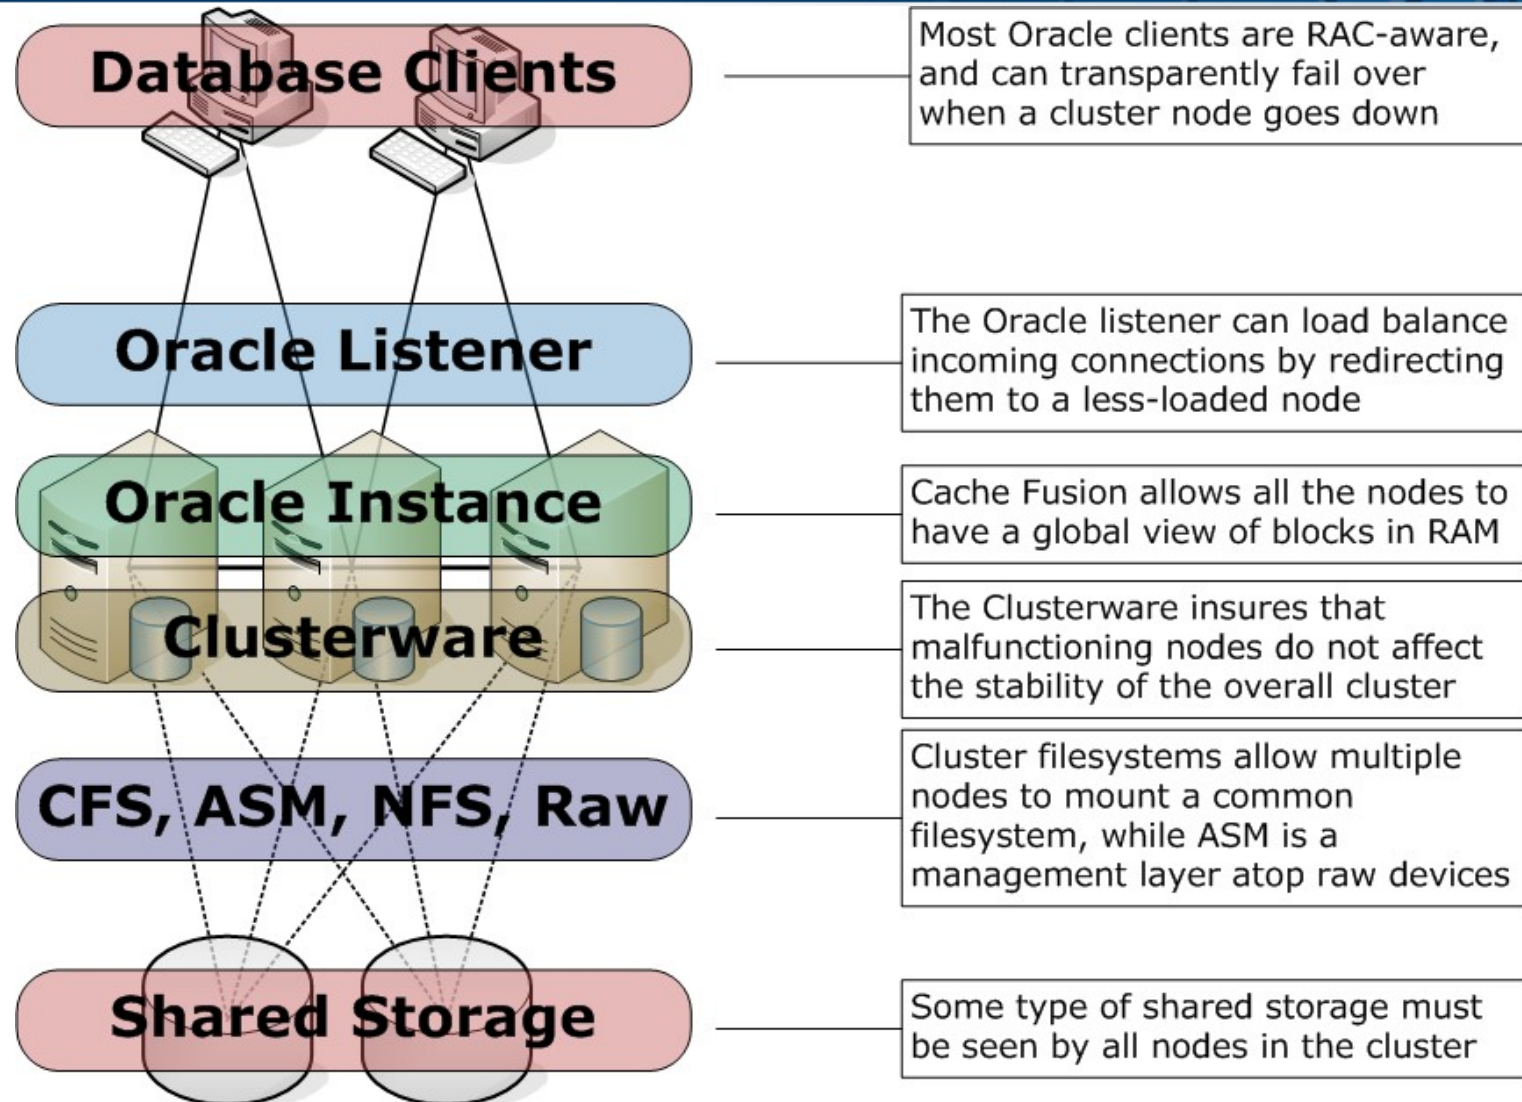 Database Clients
Most Oracle clients are RAC-aware,
and can transparently fail over
when a cluster node goes down
Oracle Listener
The Oracle listener can load balance
incoming connections by redirecting
them to a less-loaded node
Oracle Instance
Cache Fusion allows all the nodes to
have a global view of blocks in RAM
Clusterware
The Clusterware insures that
malfunctioning nodes do not affect
the stability of the overall cluster
CFS, ASM, NFS, Raw
Cluster filesystems allow multiple
nodes to mount a common
filesystem, while ASM is a
management layer atop raw devices
Shared Storage
Some type of shared storage must
be seen by all nodes in the cluster